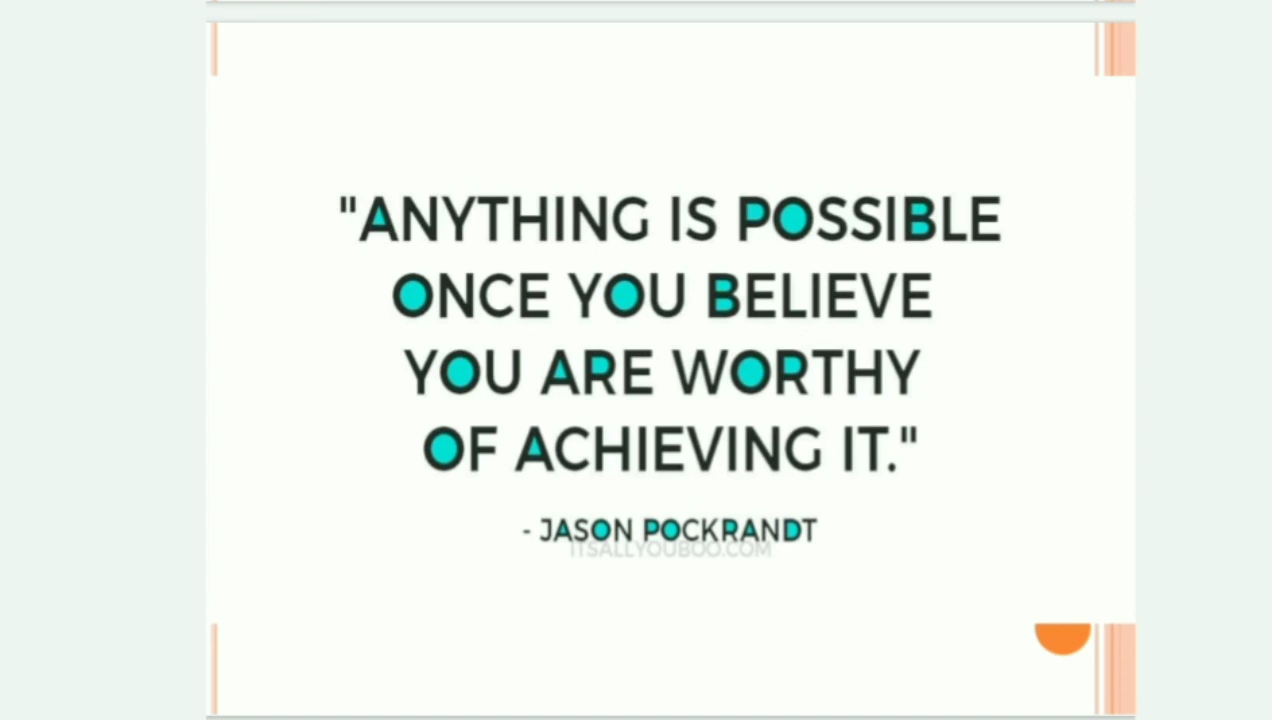 "ANYTHING IS POSSIBLE
ONCE YOU BELIEVE
YOU ARE WORTHY
OF ACHIEVING IT."
- JASON POCKRANDT
ITSALLYOUBOO.COM